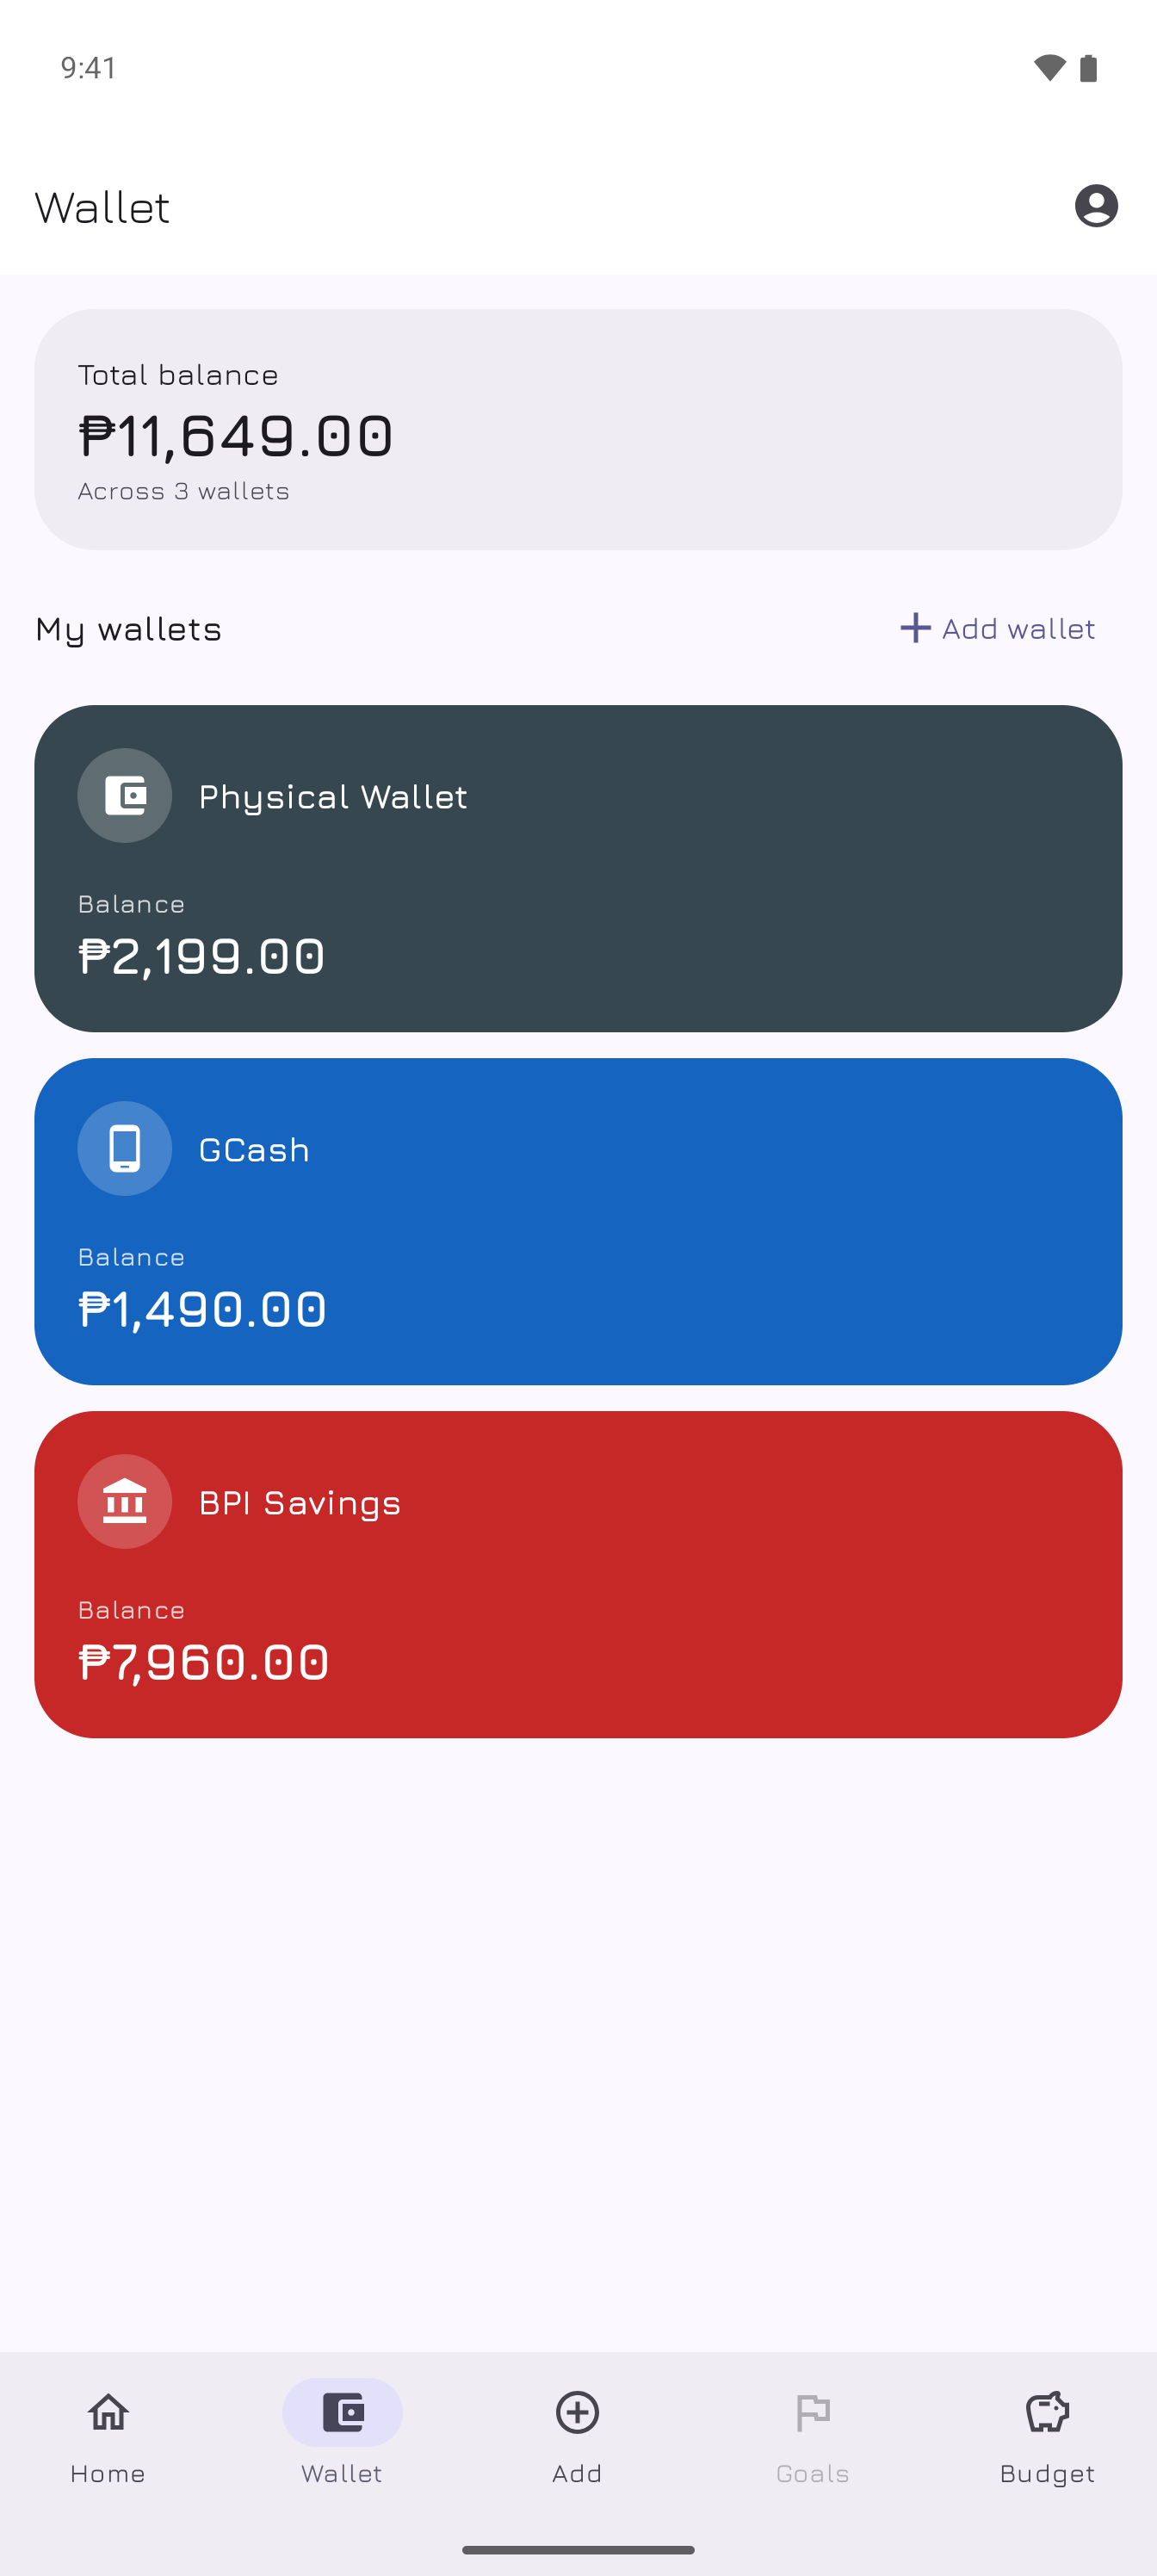 9:41
Wallet
Total balance
₱11,649.00
Across 3 wallets
My wallets
Add wallet
Physical Wallet
Balance
₱2,199.00
GCash
Balance
₱1,490.00
BPI Savings
Balance
₱7,960.00
Home Wallet Add Goals Budget